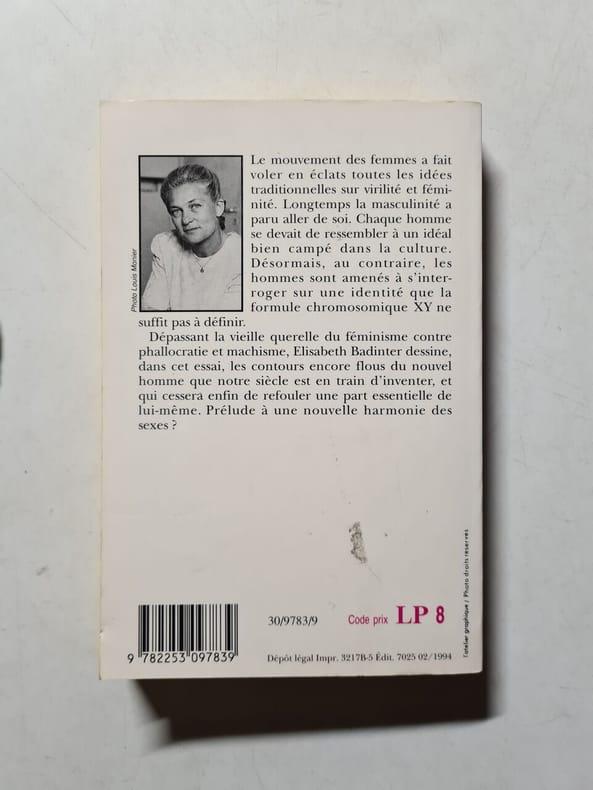 Le mouvement des femmes a fait
voler en éclats toutes les idées
traditionnelles sur virilité et fémi-
nité. Longtemps la masculinité a
paru aller de soi. Chaque homme
se devait de ressembler à un idéal
bien campé dans la culture.
Désormais, au contraire, les
hommes sont amenés à s'inter-
roger sur une identité que la
formule chromosomique XY ne
suffit pas à définir.
Dépassant la vieille querelle du féminisme contre
phallocratie et machisme, Elisabeth Badinter dessine,
dans cet essai, les contours encore flous du nouvel
homme que notre siècle est en train d'inventer, et
qui cessera enfin de refouler une part essentielle de
lui-même. Prélude à une nouvelle harmonie des
sexes ?
Photo Louis Monier
30/9783/9
Code prix LP 8
9 782253 097839
Dépôt légal Impr. 3217B-5 Édit. 7025 02/1994
l'atelier graphique / Photo droits réservés